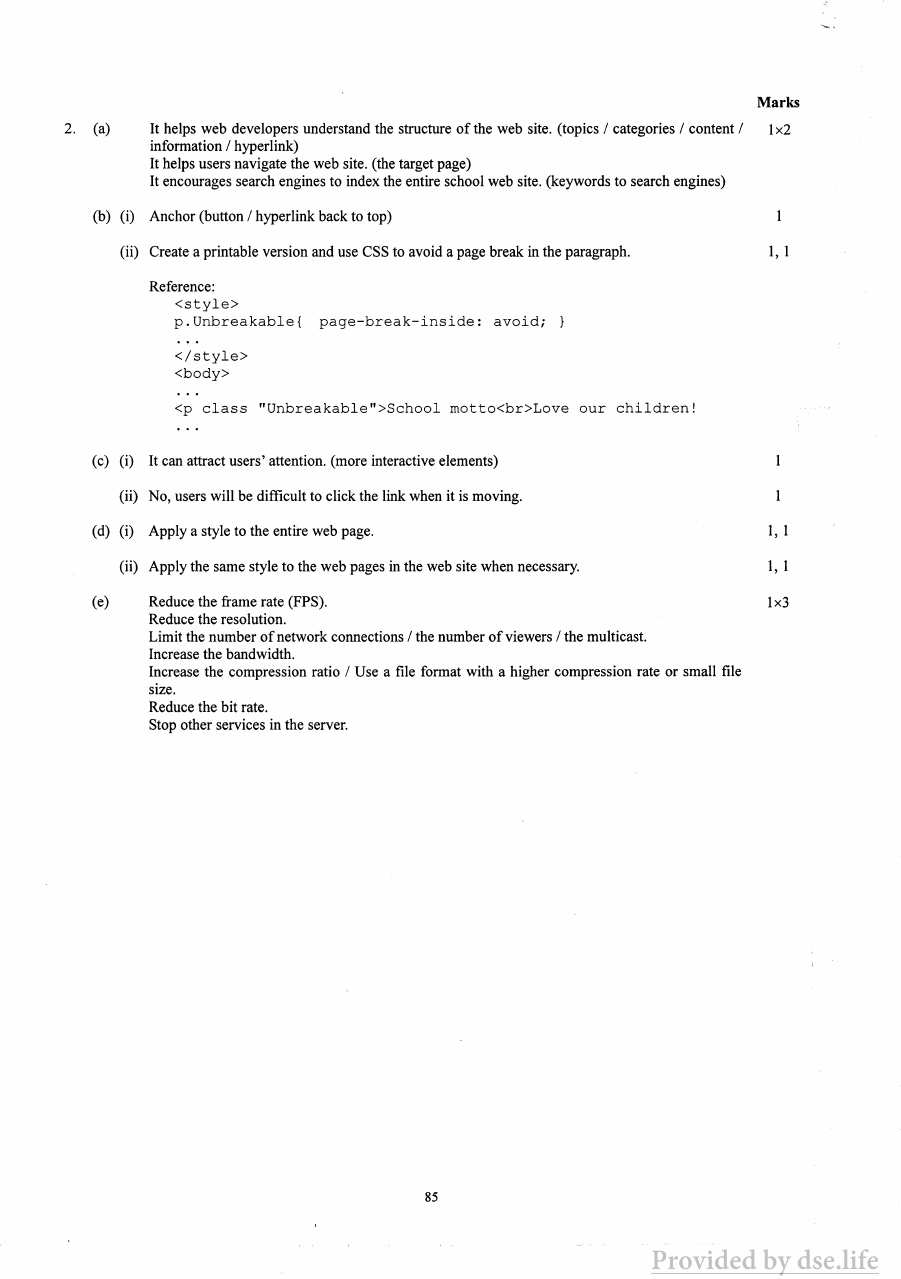 Marks
2. (a) It helps web developers understand the structure of the web site. (topics / categories / content / 1×2
information / hyperlink)
It helps users navigate the web site. (the target page)
It encourages search engines to index the entire school web site. (keywords to search engines)
(b) (i) Anchor (button / hyperlink back to top) 1
(ii) Create a printable version and use CSS to avoid a page break in the paragraph. 1, 1
Reference:
<style>
p.Unbreakable{ page-break-inside: avoid; }
...
</style>
<body>
...
<p class "Unbreakable">School motto<br>Love our children!
...
(c) (i) It can attract users' attention. (more interactive elements) 1
(ii) No, users will be difficult to click the link when it is moving. 1
(d) (i) Apply a style to the entire web page. 1, 1
(ii) Apply the same style to the web pages in the web site when necessary. 1, 1
(e) Reduce the frame rate (FPS). 1×3
Reduce the resolution.
Limit the number of network connections / the number of viewers / the multicast.
Increase the bandwidth.
Increase the compression ratio / Use a file format with a higher compression rate or small file
size.
Reduce the bit rate.
Stop other services in the server.
85
Provided by dse.life